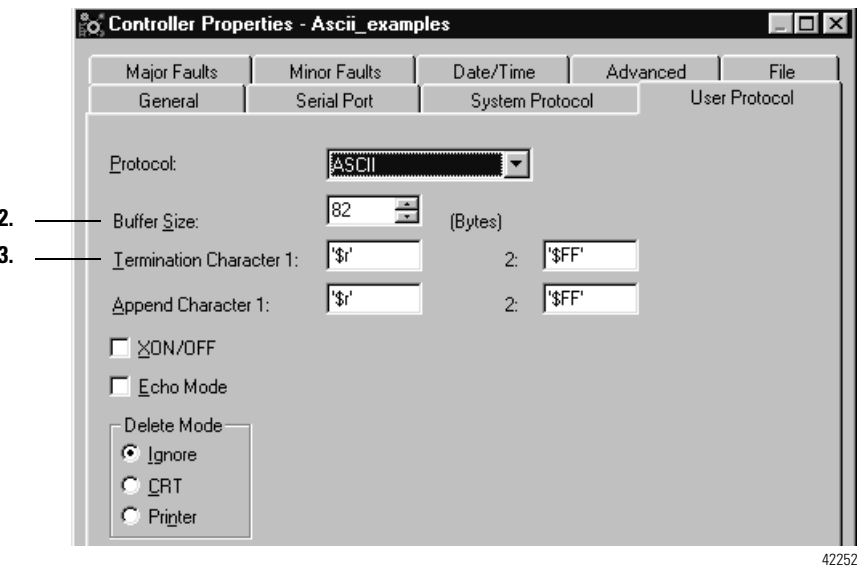 Controller Properties - Ascii_examples
Major Faults Minor Faults Date/Time Advanced File
General Serial Port System Protocol User Protocol
Protocol: ASCII
2. Buffer Size: 82 (Bytes)
3. Termination Character 1: '$r' 2: '$FF'
Append Character 1: '$r' 2: '$FF'
XON/OFF
Echo Mode
Delete Mode
Ignore
CRT
Printer
42252